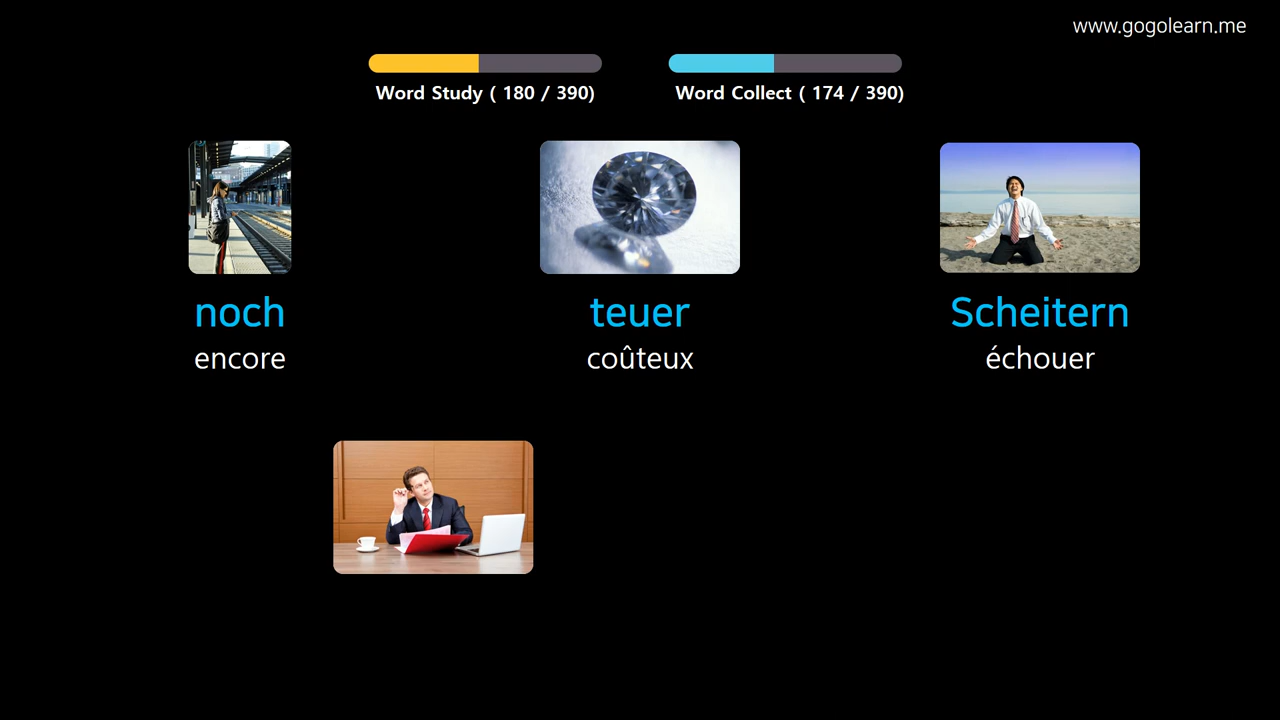 www.gogolearn.me
Word Study ( 180 / 390)
Word Collect ( 174 / 390)
noch
teuer
Scheitern
encore
coûteux
échouer